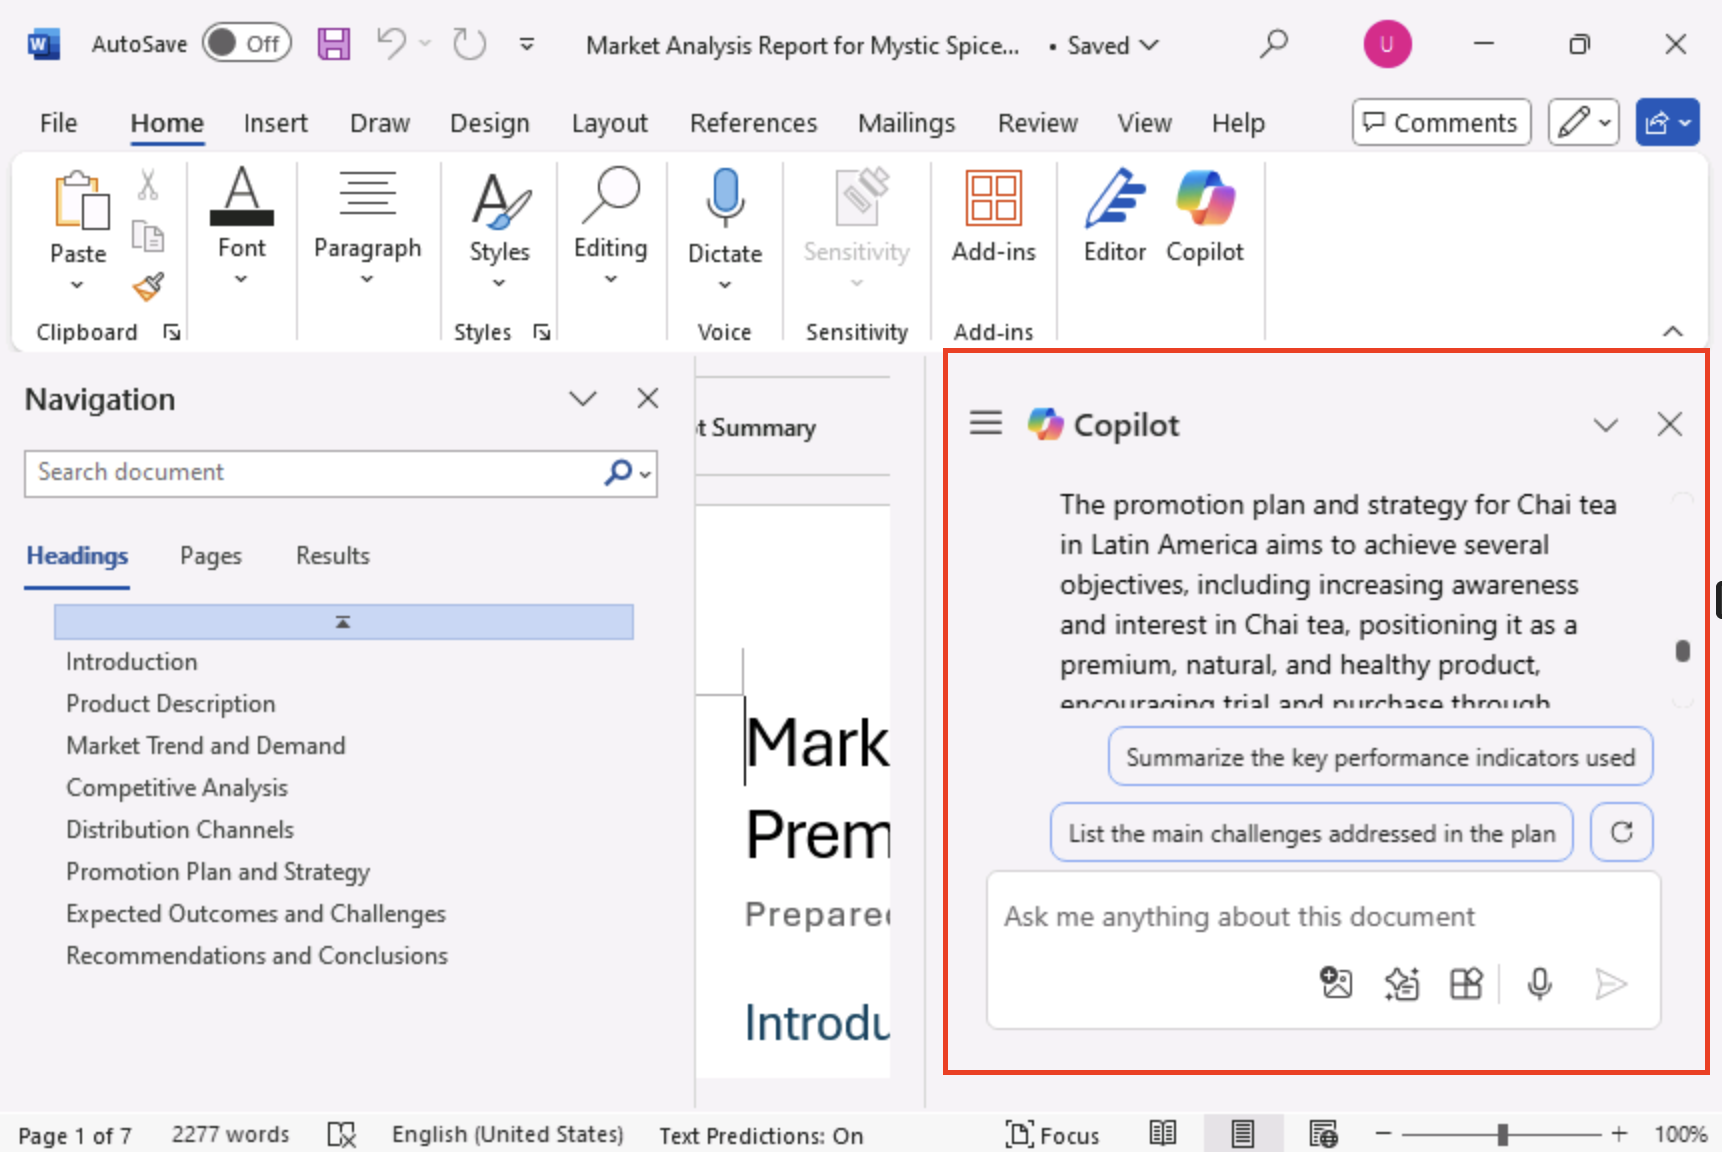 AutoSave Off Market Analysis Report for Mystic Spice... • Saved U
File Home Insert Draw Design Layout References Mailings Review View Help Comments
Paste Font Paragraph Styles Editing Dictate Sensitivity Add-ins Editor Copilot
Clipboard Styles Voice Sensitivity Add-ins
Navigation
Search document
Headings Pages Results
Introduction
Product Description
Market Trend and Demand
Competitive Analysis
Distribution Channels
Promotion Plan and Strategy
Expected Outcomes and Challenges
Recommendations and Conclusions
t Summary
Mark
Prem
Prepare
Introdu
Copilot
The promotion plan and strategy for Chai tea
in Latin America aims to achieve several
objectives, including increasing awareness
and interest in Chai tea, positioning it as a
premium, natural, and healthy product,
encouraging trial and purchase through
Summarize the key performance indicators used
List the main challenges addressed in the plan
Ask me anything about this document
Page 1 of 7 2277 words English (United States) Text Predictions: On Focus 100%